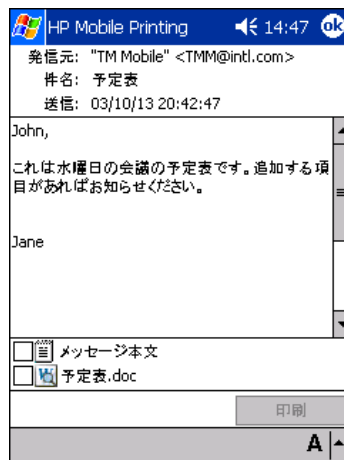 HP Mobile Printing 14:47 ok
発信元: "TM Mobile" <TMM@intl.com>
件名: 予定表
送信: 03/10/13 20:42:47
John,
これは水曜日の会議の予定表です。追加する項
目があればお知らせください。
Jane
メッセージ本文
予定表.doc
印刷
A